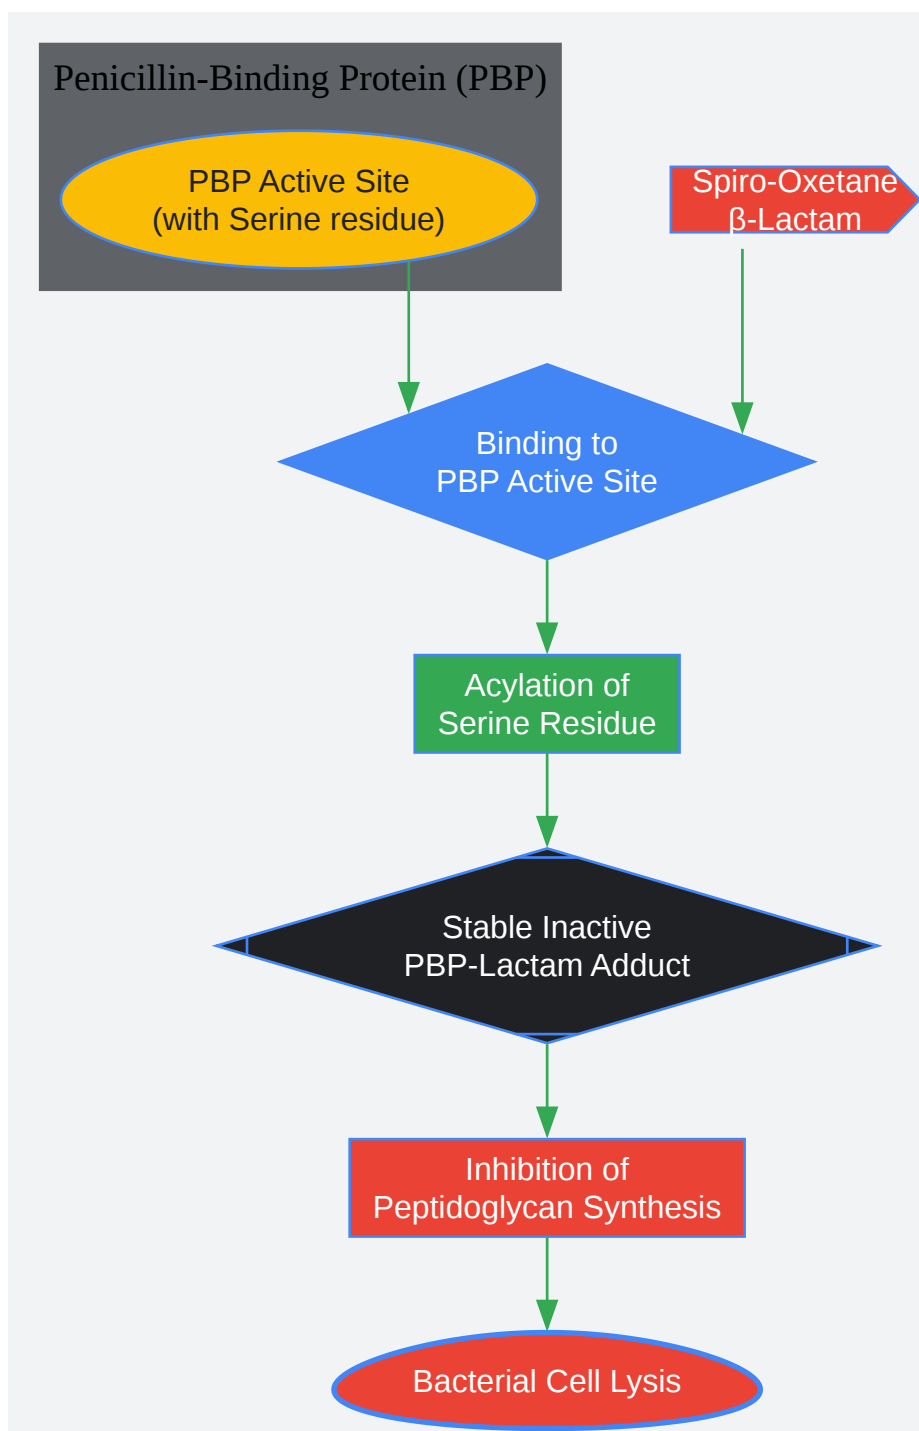 Penicillin-Binding Protein (PBP)
PBP Active Site
(with Serine residue)
Spiro-Oxetane
β-Lactam
Binding to
PBP Active Site
Acylation of
Serine Residue
Stable Inactive
PBP-Lactam Adduct
Inhibition of
Peptidoglycan Synthesis
Bacterial Cell Lysis